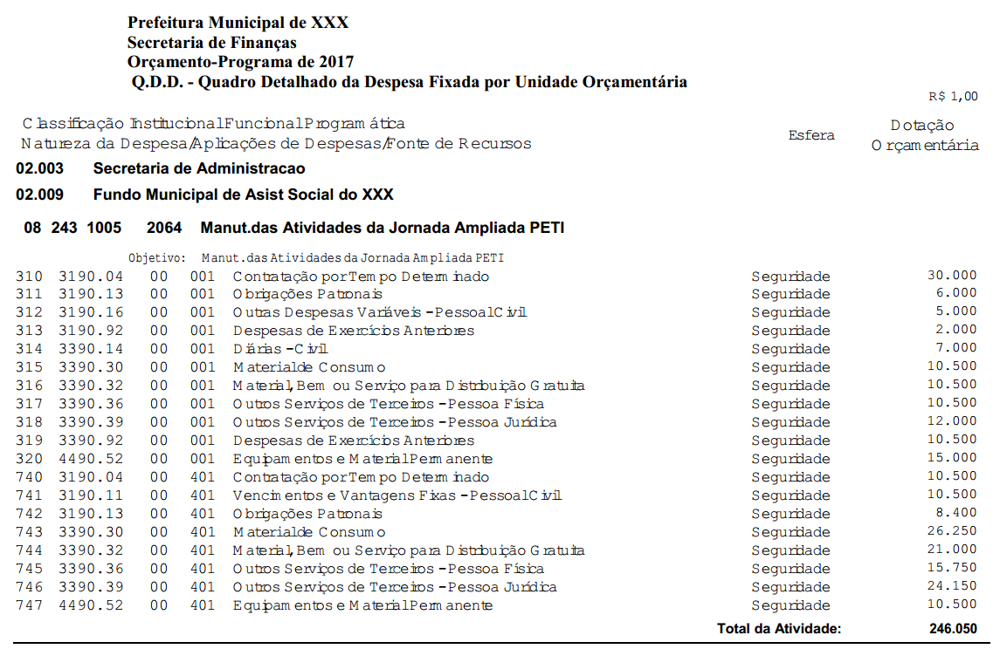 Prefeitura Municipal de XXX
Secretaria de Finanças
Orçamento-Programa de 2017
Q.D.D. - Quadro Detalhado da Despesa Fixada por Unidade Orçamentária
R$ 1,00
Classificação Institucional Funcional Programática
Natureza da Despesa/Aplicações de Despesas/Fonte de Recursos
Esfera
Dotação
Orçamentária
02.003 Secretaria de Administracao
02.009 Fundo Municipal de Asist Social do XXX
08 243 1005 2064 Manut.das Atividades da Jornada Ampliada PETI
Objetivo: Manut.das Atividades da Jornada Ampliada PETI
310 3190.04 00 001 Contratação por Tempo Determinado Seguridade 30.000
311 3190.13 00 001 Obrigações Patronais Seguridade 6.000
312 3190.16 00 001 Outras Despesas Variáveis - Pessoal Civil Seguridade 5.000
313 3190.92 00 001 Despesas de Exercícios Anteriores Seguridade 2.000
314 3390.14 00 001 Diárias - Civil Seguridade 7.000
315 3390.30 00 001 Material de Consumo Seguridade 10.500
316 3390.32 00 001 Material, Bem ou Serviço para Distribuição Gratuita Seguridade 10.500
317 3390.36 00 001 Outros Serviços de Terceiros - Pessoa Física Seguridade 10.500
318 3390.39 00 001 Outros Serviços de Terceiros - Pessoa Jurídica Seguridade 12.000
319 3390.92 00 001 Despesas de Exercícios Anteriores Seguridade 10.500
320 4490.52 00 001 Equipamentos e Material Permanente Seguridade 15.000
740 3190.04 00 401 Contratação por Tempo Determinado Seguridade 10.500
741 3190.11 00 401 Vencimentos e Vantagens Fixas - Pessoal Civil Seguridade 10.500
742 3190.13 00 401 Obrigações Patronais Seguridade 8.400
743 3390.30 00 401 Material de Consumo Seguridade 26.250
744 3390.32 00 401 Material, Bem ou Serviço para Distribuição Gratuita Seguridade 21.000
745 3390.36 00 401 Outros Serviços de Terceiros - Pessoa Física Seguridade 15.750
746 3390.39 00 401 Outros Serviços de Terceiros - Pessoa Jurídica Seguridade 24.150
747 4490.52 00 401 Equipamentos e Material Permanente Seguridade 10.500
Total da Atividade: 246.050